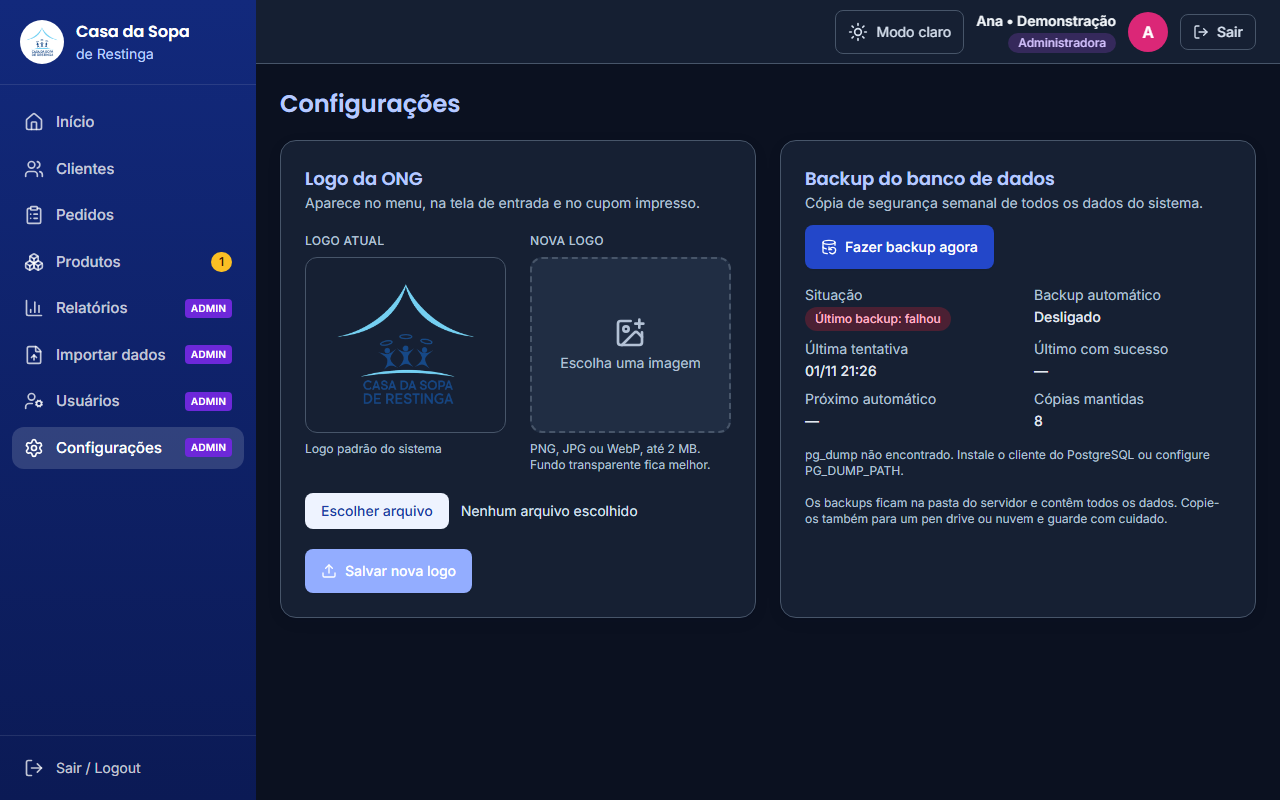 Casa da Sopa
de Restinga
Início
Clientes
Pedidos
Produtos 1
Relatórios ADMIN
Importar dados ADMIN
Usuários ADMIN
Configurações ADMIN
Sair / Logout
Modo claro
Ana • Demonstração
Administradora
A
Sair
Configurações
Logo da ONG
Aparece no menu, na tela de entrada e no cupom impresso.
LOGO ATUAL
CASA DA SOPA
DE RESTINGA
Logo padrão do sistema
NOVA LOGO
Escolha uma imagem
PNG, JPG ou WebP, até 2 MB.
Fundo transparente fica melhor.
Escolher arquivo Nenhum arquivo escolhido
Salvar nova logo
Backup do banco de dados
Cópia de segurança semanal de todos os dados do sistema.
Fazer backup agora
Situação
Último backup: falhou
Backup automático
Desligado
Última tentativa
01/11 21:26
Último com sucesso
—
Próximo automático
—
Cópias mantidas
8
pg_dump não encontrado. Instale o cliente do PostgreSQL ou configure
PG_DUMP_PATH.
Os backups ficam na pasta do servidor e contêm todos os dados. Copie-
os também para um pen drive ou nuvem e guarde com cuidado.